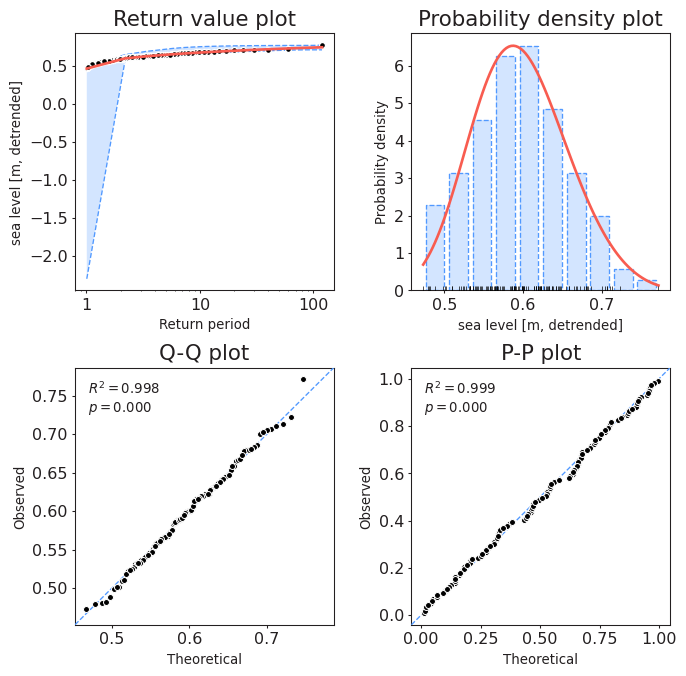 Return value plot
sea level [m, detrended]
0.5
0.0
−0.5
−1.0
−1.5
−2.0
1
10
100
Return period
Probability density plot
Probability density
6
5
4
3
2
1
0
0.5
0.6
0.7
sea level [m, detrended]
Q-Q plot
R² = 0.998
p = 0.000
Observed
0.75
0.70
0.65
0.60
0.55
0.50
0.5
0.6
0.7
Theoretical
P-P plot
R² = 0.999
p = 0.000
Observed
1.0
0.8
0.6
0.4
0.2
0.0
0.00
0.25
0.50
0.75
1.00
Theoretical